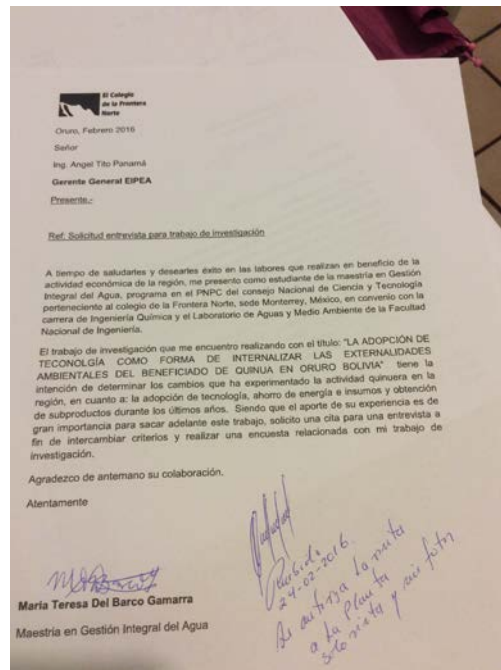 El Colegio
de la Frontera
Norte
Oruro, Febrero 2016
Señor
Ing. Angel Tito Panamá
Gerente General EIPEA
Presente.-
Ref: Solicitud entrevista para trabajo de investigación
A tiempo de saludarles y desearles éxito en las labores que realizan en beneficio de la
actividad económica de la región, me presento como estudiante de la maestría en Gestión
Integral del Agua, programa en el PNPC del consejo Nacional de Ciencia y Tecnología
perteneciente al colegio de la Frontera Norte, sede Monterrey, México, en convenio con la
carrera de Ingeniería Química y el Laboratorio de Aguas y Medio Ambiente de la Facultad
Nacional de Ingeniería.
El trabajo de investigación que me encuentro realizando con el título: "LA ADOPCIÓN DE
TECONOLGÍA COMO FORMA DE INTERNALIZAR LAS EXTERNALIDADES
AMBIENTALES DEL BENEFICIADO DE QUINUA EN ORURO BOLIVIA" tiene la
intención de determinar los cambios que ha experimentado la actividad quinuera en la
región, en cuanto a: la adopción de tecnología, ahorro de energía e insumos y obtención
de subproductos durante los últimos años. Siendo que el aporte de su experiencia es de
gran importancia para sacar adelante este trabajo, solicito una cita para una entrevista a
fin de intercambiar criterios y realizar una encuesta relacionada con mi trabajo de
investigación.
Agradezco de antemano su colaboración.
Atentamente
Recibido
24-02-2016.
Se autoriza la visita
a la Planta
solo visita y sin fotos
María Teresa Del Barco Gamarra
Maestría en Gestión Integral del Agua